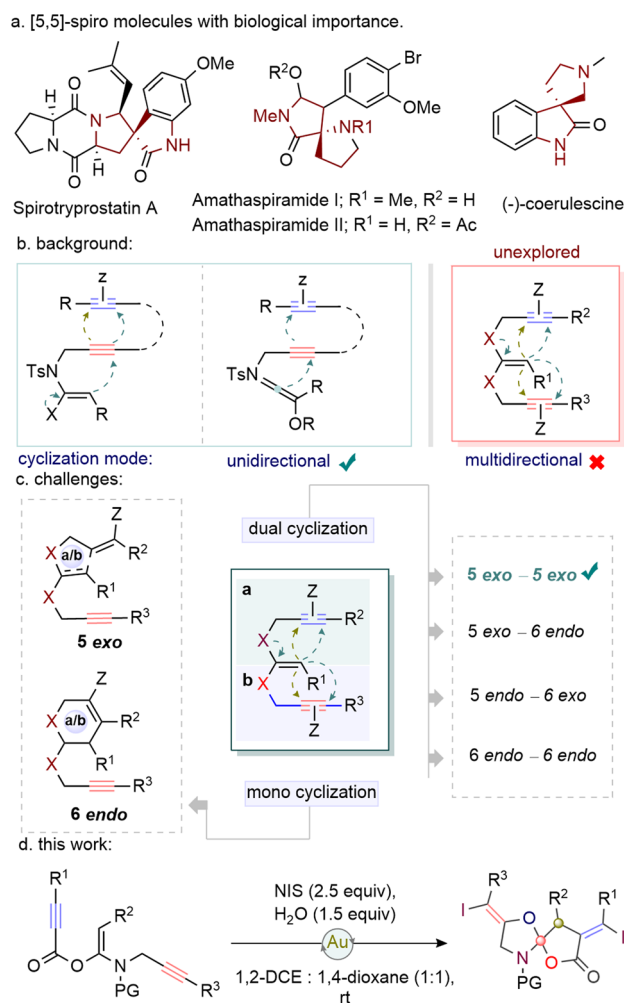 a. [5,5]-spiro molecules with biological importance.
OMe
O
H
N
N
H
O
O
NH
Spirotryprostatin A
R²O
Br
OMe
MeN
NR1
O
Amathaspiramide I; R¹ = Me, R² = H
Amathaspiramide II; R¹ = H, R² = Ac
N
O
N
H
(-)-coerulescine
b. background:
unexplored
z
R
TsN
X
R
z
R
TsN
R
OR
Z
R²
X
R¹
X
R³
Z
cyclization mode:
unidirectional
multidirectional
c. challenges:
Z
X
a/b
R²
R¹
X
R³
5 exo
Z
a/b
X
R²
R¹
X
R³
6 endo
dual cyclization
a
Z
R²
X
R¹
b
X
R³
Z
mono cyclization
5 exo – 5 exo
5 exo – 6 endo
5 endo – 6 exo
6 endo – 6 endo
d. this work:
R¹
R²
O
O
N
PG
R³
NIS (2.5 equiv),
H₂O (1.5 equiv)
Au
1,2-DCE : 1,4-dioxane (1:1),
rt
R³
I
O
R²
R¹
I
N
PG
O
O